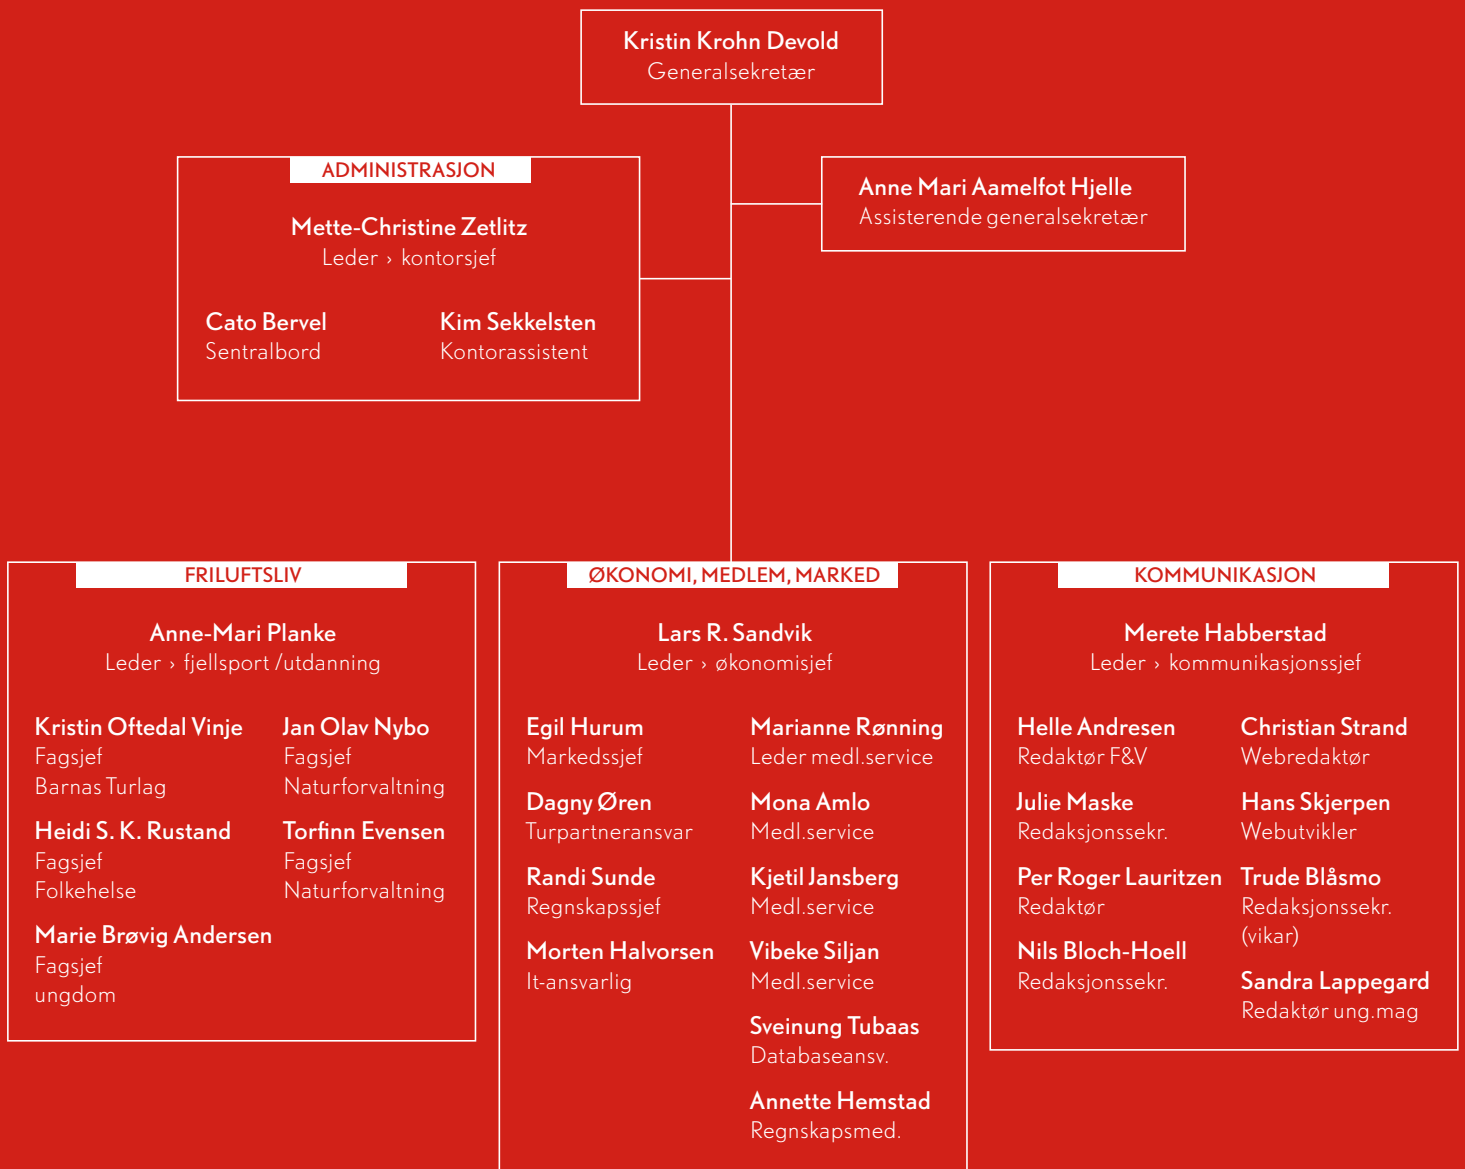 Kristin Krohn Devold
Generalsekretær
ADMINISTRASJON
Mette-Christine Zetlitz
Leder › kontorsjef
Cato Bervel
Sentralbord
Kim Sekkelsten
Kontorassistent
Anne Mari Aamelfot Hjelle
Assisterende generalsekretær
FRILUFTSLIV
Anne-Mari Planke
Leder › fjellsport /utdanning
Kristin Oftedal Vinje
Fagsjef
Barnas Turlag
Heidi S. K. Rustand
Fagsjef
Folkehelse
Marie Brøvig Andersen
Fagsjef
ungdom
Jan Olav Nybo
Fagsjef
Naturforvaltning
Torfinn Evensen
Fagsjef
Naturforvaltning
ØKONOMI, MEDLEM, MARKED
Lars R. Sandvik
Leder › økonomisjef
Egil Hurum
Markedssjef
Dagny Øren
Turpartneransvar
Randi Sunde
Regnskapssjef
Morten Halvorsen
It-ansvarlig
Marianne Rønning
Leder medl.service
Mona Amlo
Medl.service
Kjetil Jansberg
Medl.service
Vibeke Siljan
Medl.service
Sveinung Tubaas
Databaseansv.
Annette Hemstad
Regnskapsmed.
KOMMUNIKASJON
Merete Habberstad
Leder › kommunikasjonssjef
Helle Andresen
Redaktør F&V
Julie Maske
Redaksjonssekr.
Per Roger Lauritzen
Redaktør
Nils Bloch-Hoell
Redaksjonssekr.
Christian Strand
Webredaktør
Hans Skjerpen
Webutvikler
Trude Blåsmo
Redaksjonssekr.
(vikar)
Sandra Lappegard
Redaktør ung.mag